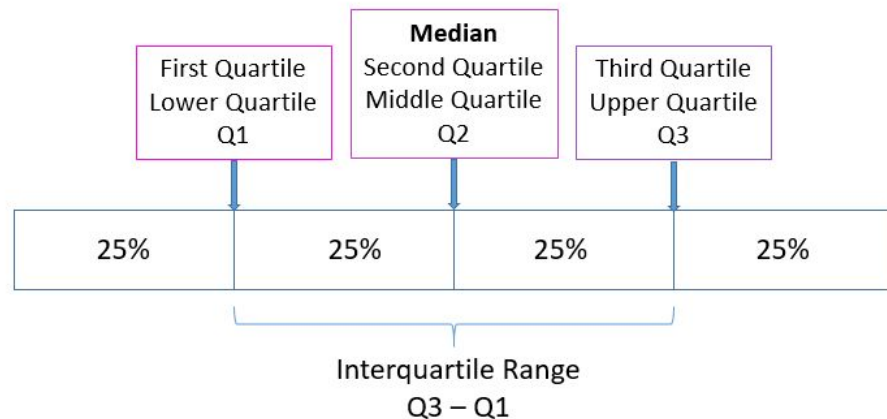 First Quartile
Lower Quartile
Q1
Median
Second Quartile
Middle Quartile
Q2
Third Quartile
Upper Quartile
Q3
25%
25%
25%
25%
Interquartile Range
Q3 – Q1